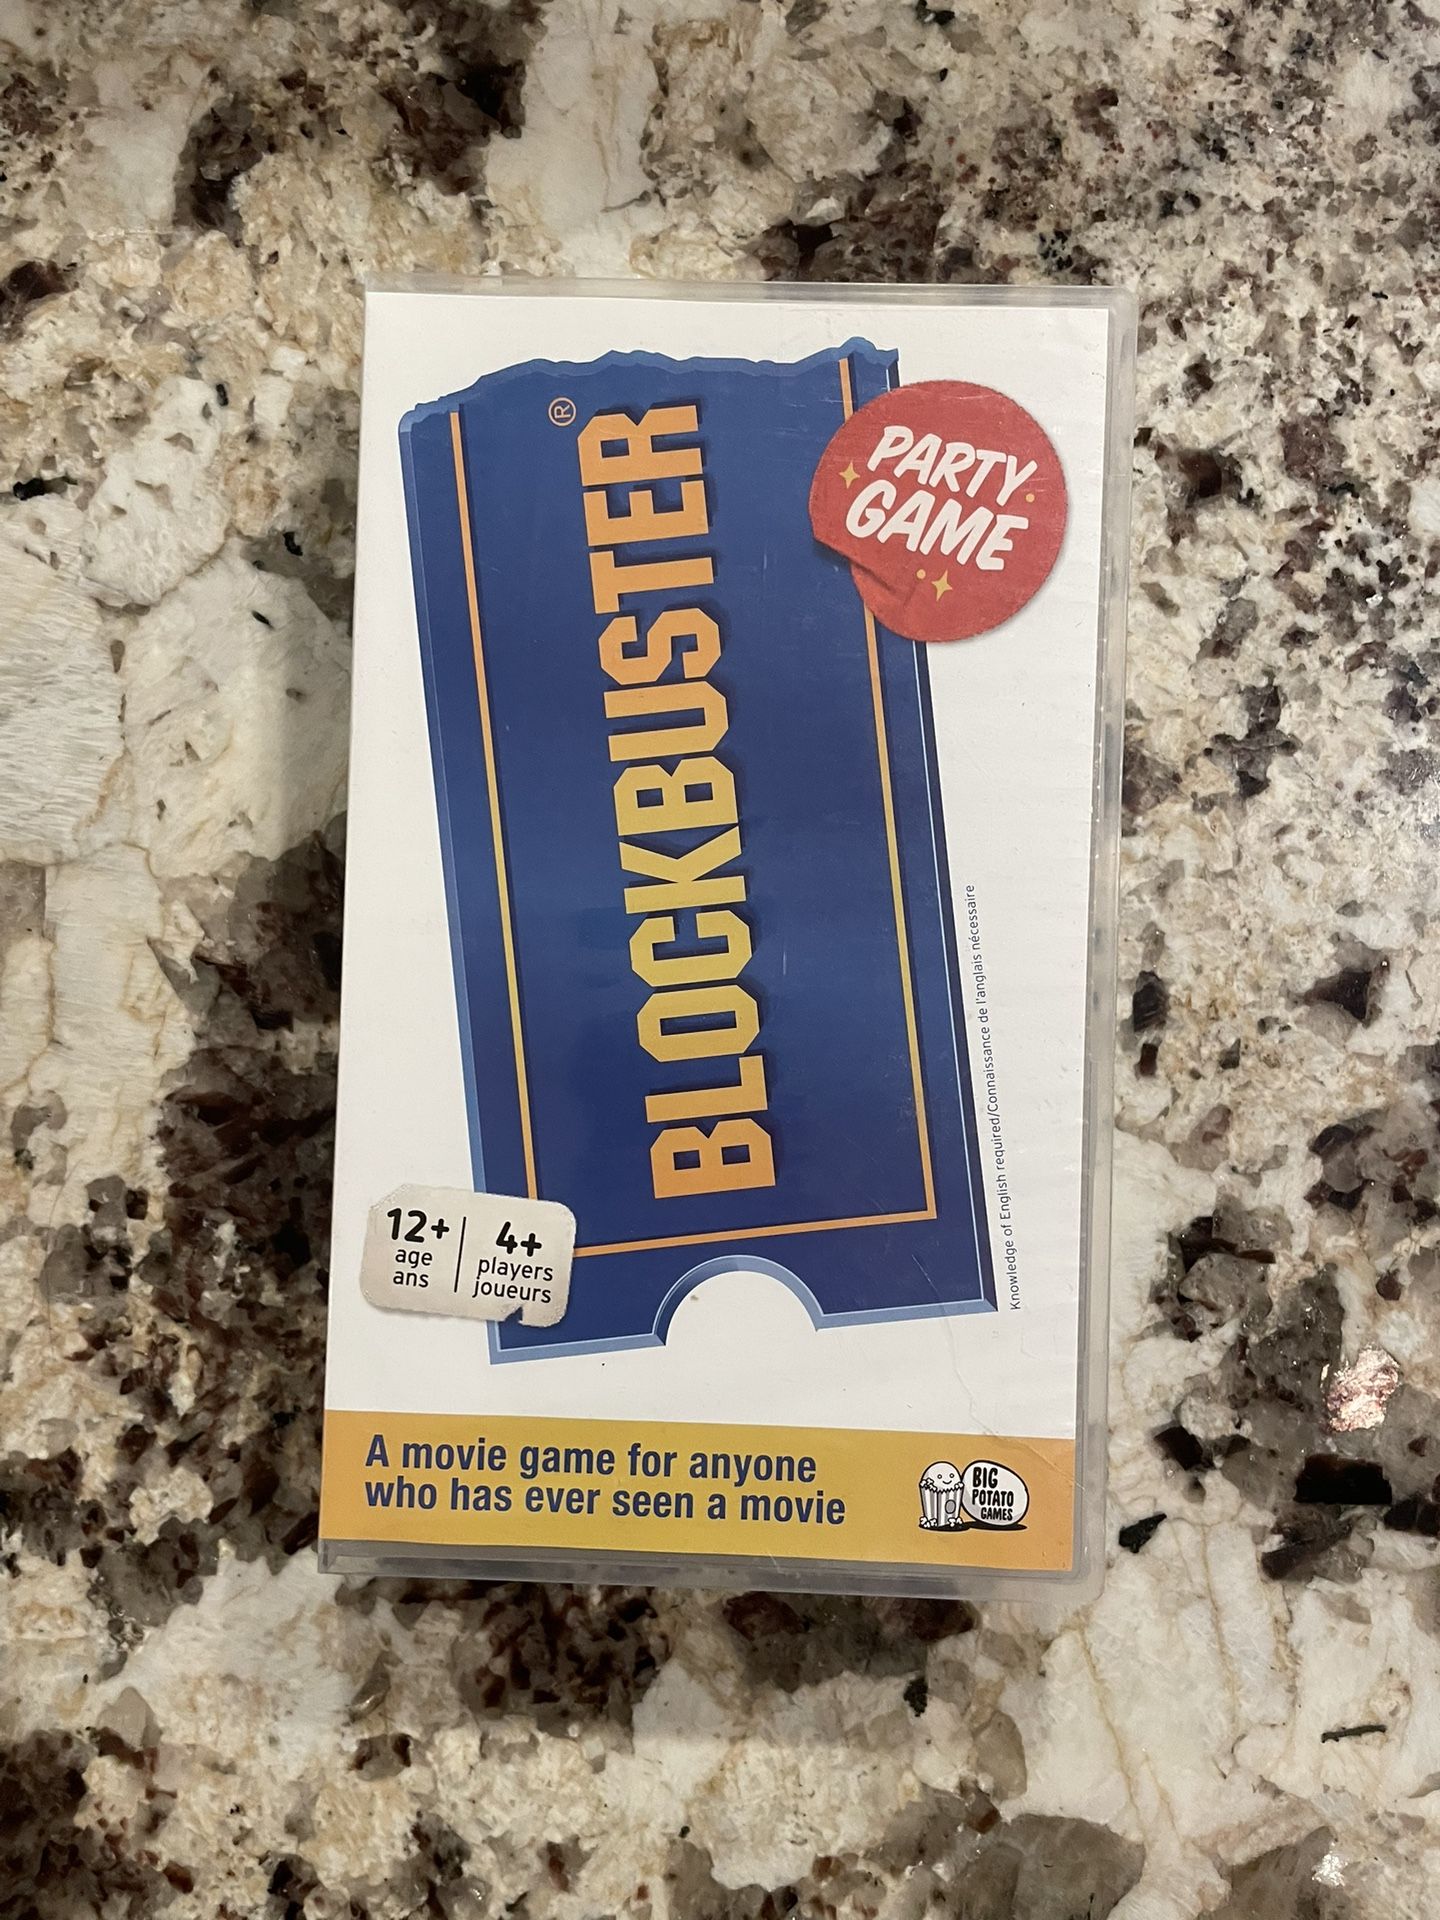 BLOCKBUSTER®
PARTY
GAME
12+
age
ans
4+
players
joueurs
Knowledge of English required/Connaissance de l'anglais nécessaire
A movie game for anyone
who has ever seen a movie
BIG
POTATO
GAMES